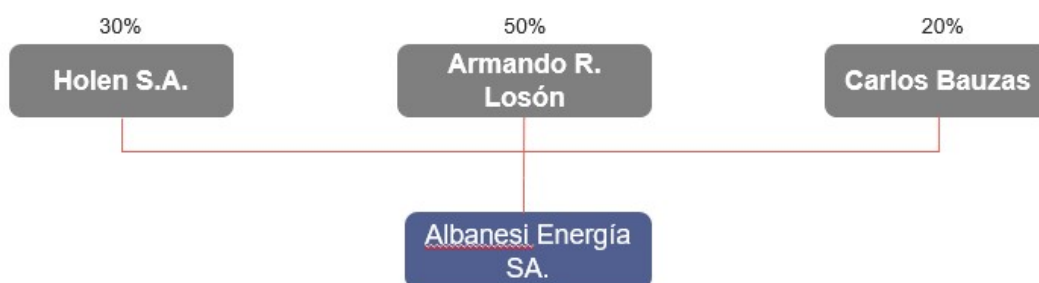 30%
50%
20%
Holen S.A.
Armando R.
Losón
Carlos Bauzas
Albanesi Energía
SA.